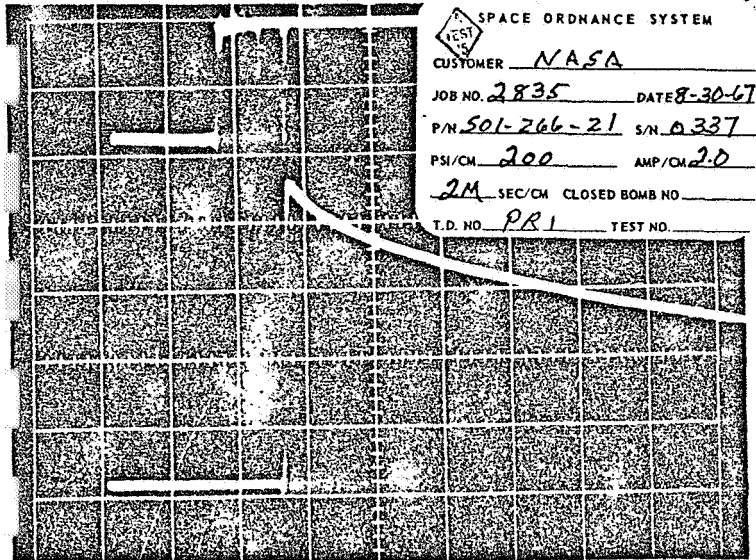 SPACE ORDNANCE SYSTEM
TEST
CUSTOMER NASA
JOB NO. 2835 DATE 8-30-67
P/N 501-266-21 S/N 0337
PSI/CM 200 AMP/CM 2.0
2M SEC/CM CLOSED BOMB NO
T.D. NO. PRI TEST NO.